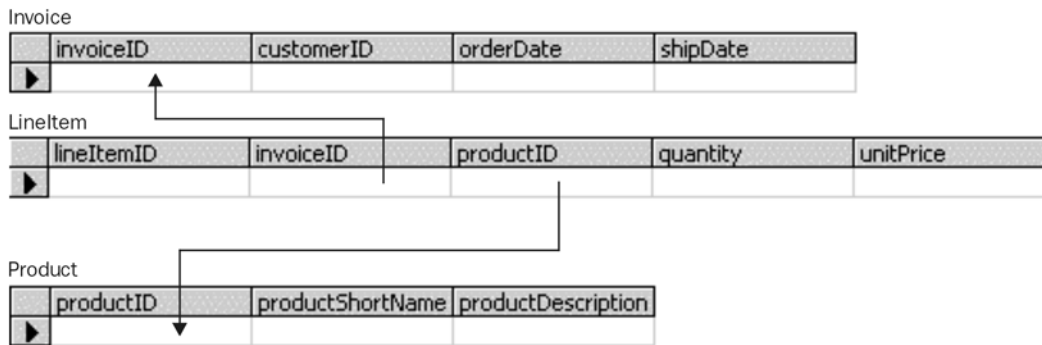 Invoice
invoiceID customerID orderDate shipDate
LineItem
lineItemID invoiceID productID quantity unitPrice
Product
productID productShortName productDescription